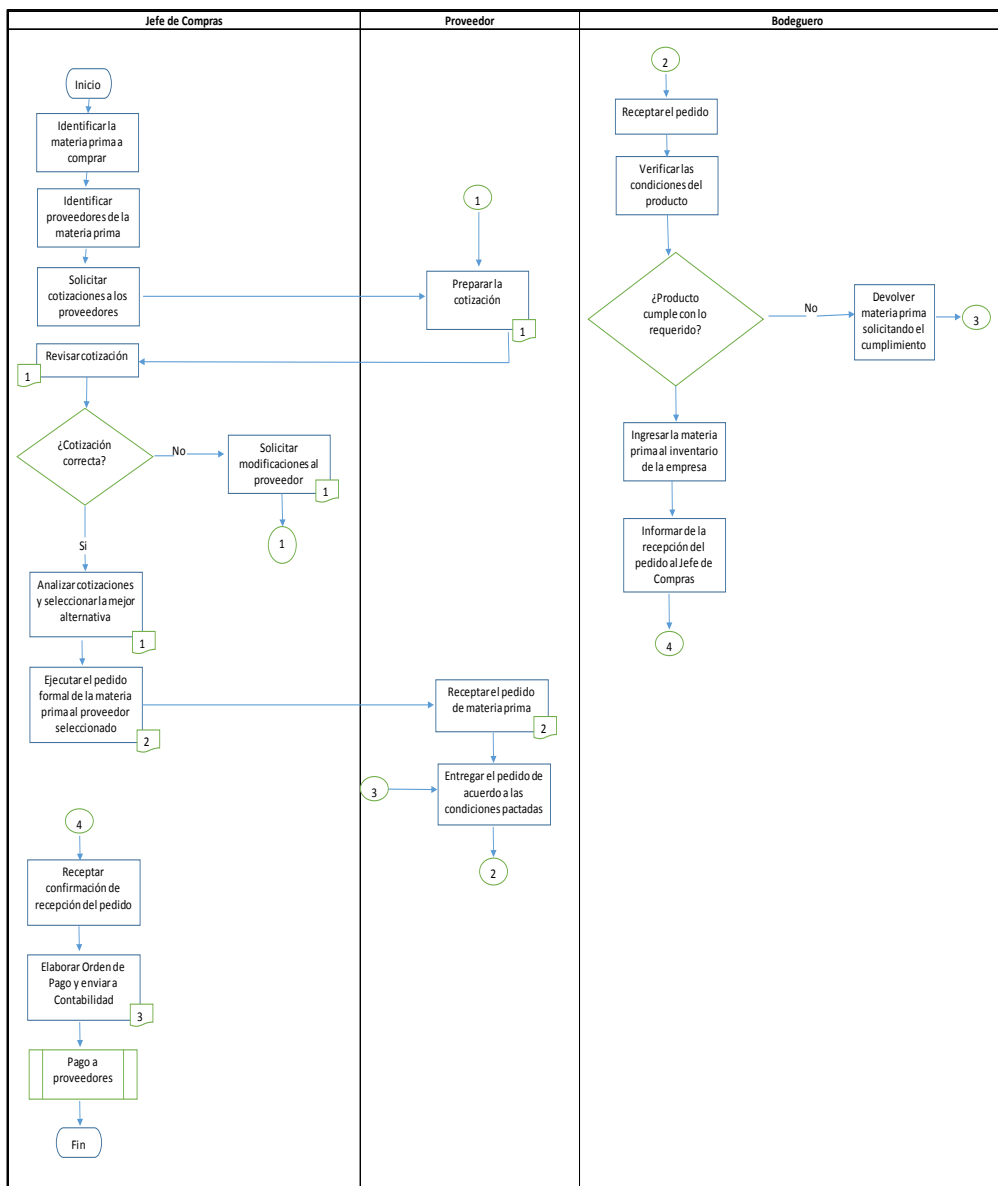 Jefe de Compras
Proveedor
Bodeguero
Inicio
Identificar la
materia prima a
comprar
Identificar
proveedores de la
materia prima
Solicitar
cotizaciones a los
proveedores
Revisar cotización
1
¿Cotización
correcta?
No
Solicitar
modificaciones al
proveedor
1
1
Si
Analizar cotizaciones
y seleccionar la mejor
alternativa
1
Ejecutar el pedido
formal de la materia
prima al proveedor
seleccionado
2
4
Receptar
confirmación de
recepción del pedido
Elaborar Orden de
Pago y enviar a
Contabilidad
3
Pago a
proveedores
Fin
1
Preparar la
cotización
1
Receptar el pedido
de materia prima
2
3
Entregar el pedido de
acuerdo a las
condiciones pactadas
2
2
Receptar el pedido
Verificar las
condiciones del
producto
¿Producto
cumple con lo
requerido?
No
Devolver
materia prima
solicitando el
cumplimiento
3
Ingresar la materia
prima al inventario
de la empresa
Informar de la
recepción del
pedido al Jefe de
Compras
4